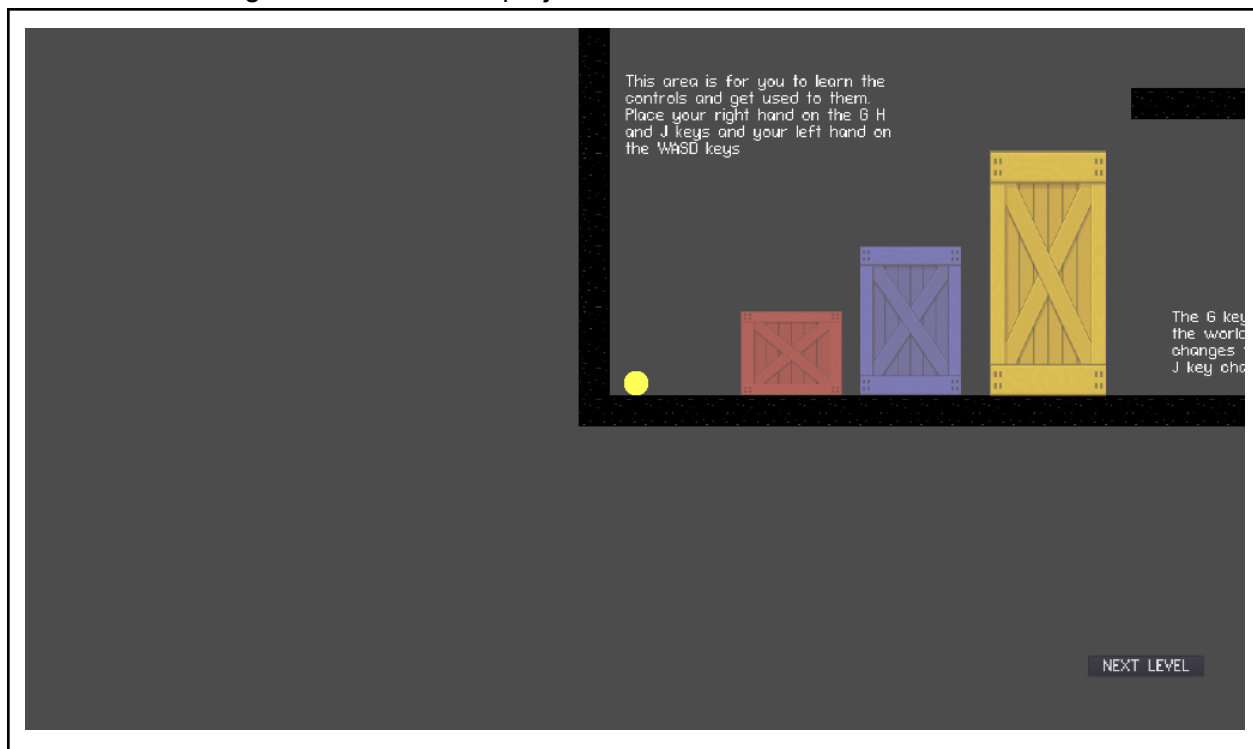 This area is for you to learn the
controls and get used to them.
Place your right hand on the G H
and J keys and your left hand on
the WASD keys
The G key
the world
changes
J key
NEXT LEVEL